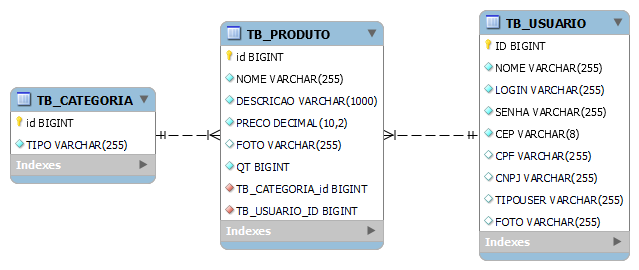 TB_CATEGORIA
id BIGINT
TIPO VARCHAR(255)
Indexes
TB_PRODUTO
id BIGINT
NOME VARCHAR(255)
DESCRICAO VARCHAR(1000)
PRECO DECIMAL(10,2)
FOTO VARCHAR(255)
QT BIGINT
TB_CATEGORIA_id BIGINT
TB_USUARIO_ID BIGINT
Indexes
TB_USUARIO
ID BIGINT
NOME VARCHAR(255)
LOGIN VARCHAR(255)
SENHA VARCHAR(255)
CEP VARCHAR(8)
CPF VARCHAR(255)
CNPJ VARCHAR(255)
TIPOUSER VARCHAR(255)
FOTO VARCHAR(255)
Indexes